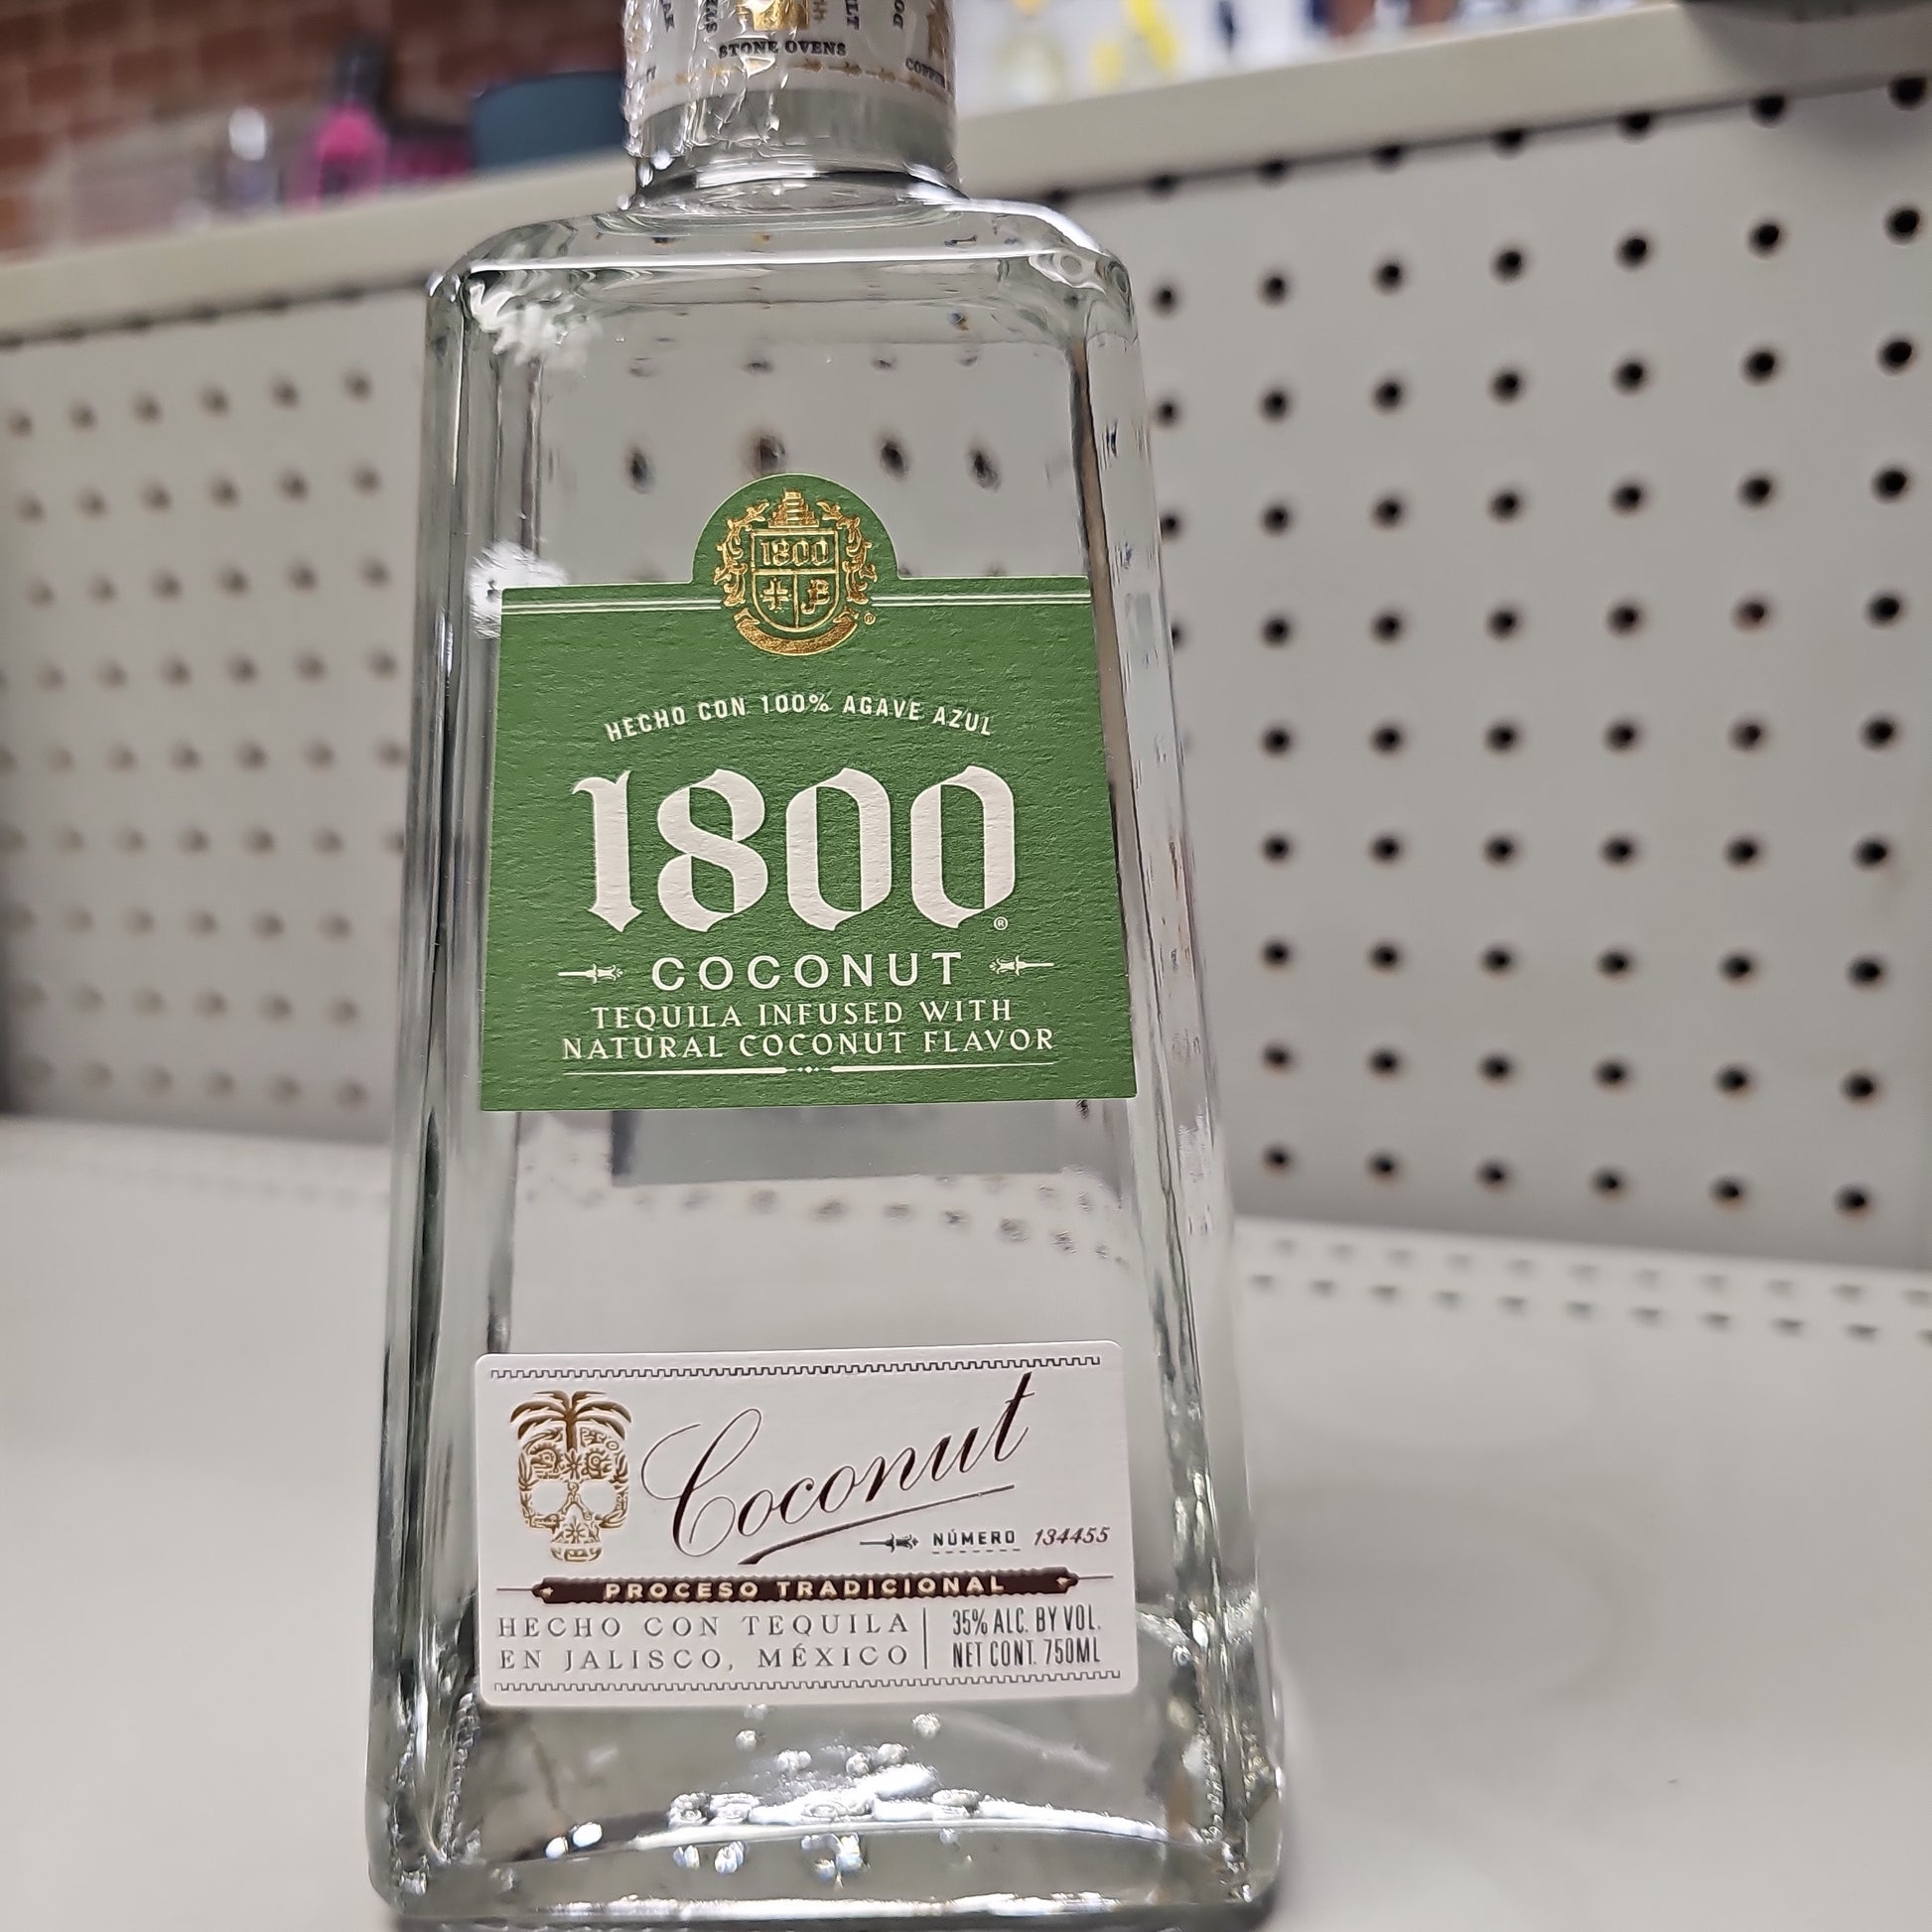 STONE OVENS
1800
HECHO CON 100% AGAVE AZUL
1800®
COCONUT
TEQUILA INFUSED WITH
NATURAL COCONUT FLAVOR
Coconut
NÚMERO 134455
PROCESO TRADICIONAL
HECHO CON TEQUILA
EN JALISCO, MÉXICO
35% ALC. BY VOL.
NET CONT. 750ML